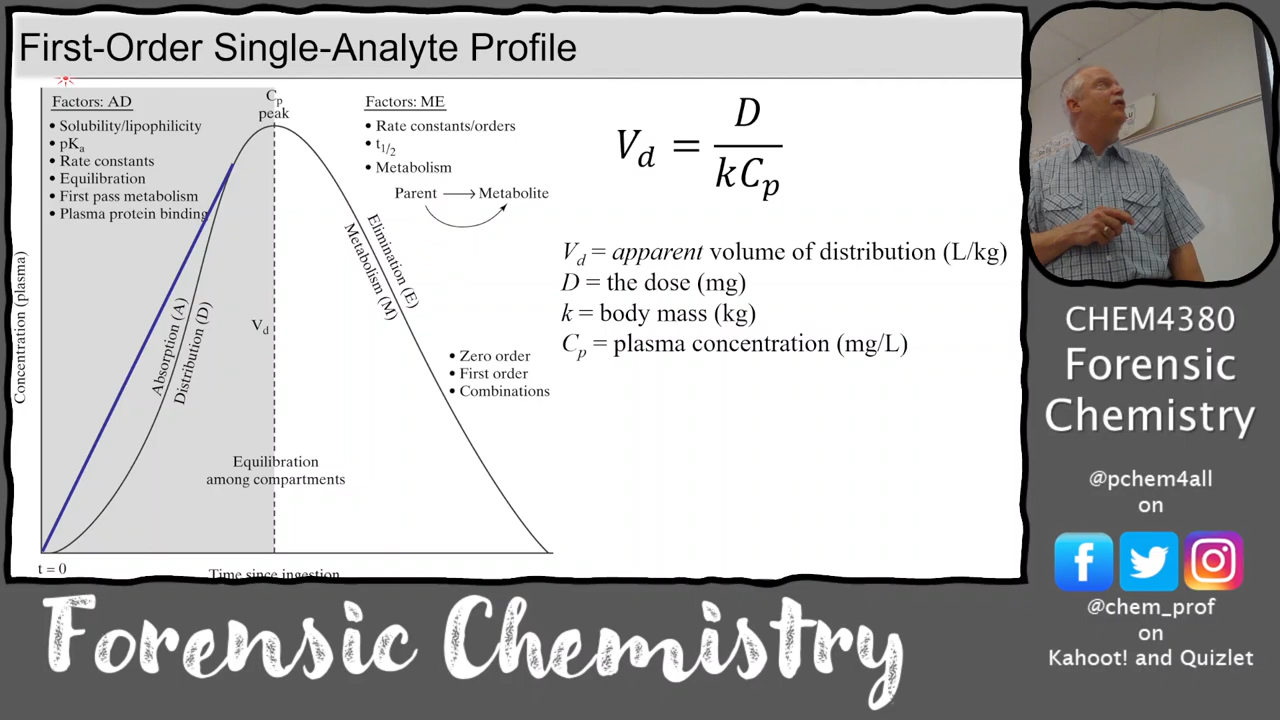 First-Order Single-Analyte Profile
Factors: AD
• Solubility/lipophilicity
• pKa
• Rate constants
• Equilibration
• First pass metabolism
• Plasma protein binding
Cp
peak
Factors: ME
• Rate constants/orders
• t1/2
• Metabolism
Parent → Metabolite
Concentration (plasma)
Absorption (A)
Distribution (D)
Vd
Elimination (E)
Metabolism (M)
• Zero order
• First order
• Combinations
Equilibration
among compartments
t = 0
Time since ingestion
Vd = D / kCp
Vd = apparent volume of distribution (L/kg)
D = the dose (mg)
k = body mass (kg)
Cp = plasma concentration (mg/L)
CHEM4380
Forensic
Chemistry
@pchem4all
on
@chem_prof
on
Kahoot! and Quizlet
Forensic Chemistry